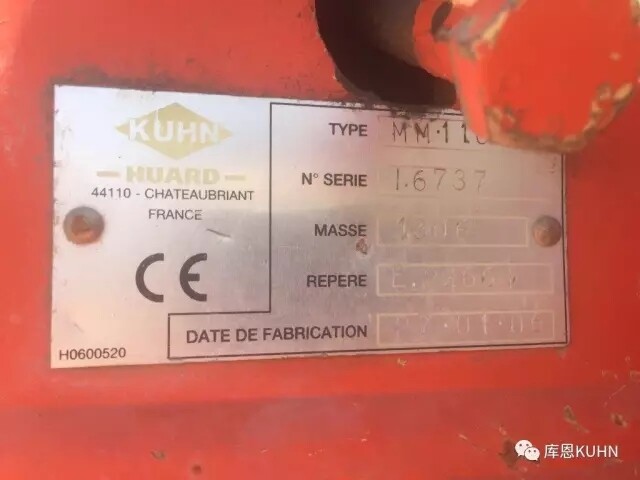 KUHN
HUARD
44110 - CHATEAUBRIANT
FRANCE
TYPE
N° SERIE I.6737
MASSE
REPERE
DATE DE FABRICATION
CE
H0600520
库恩KUHN